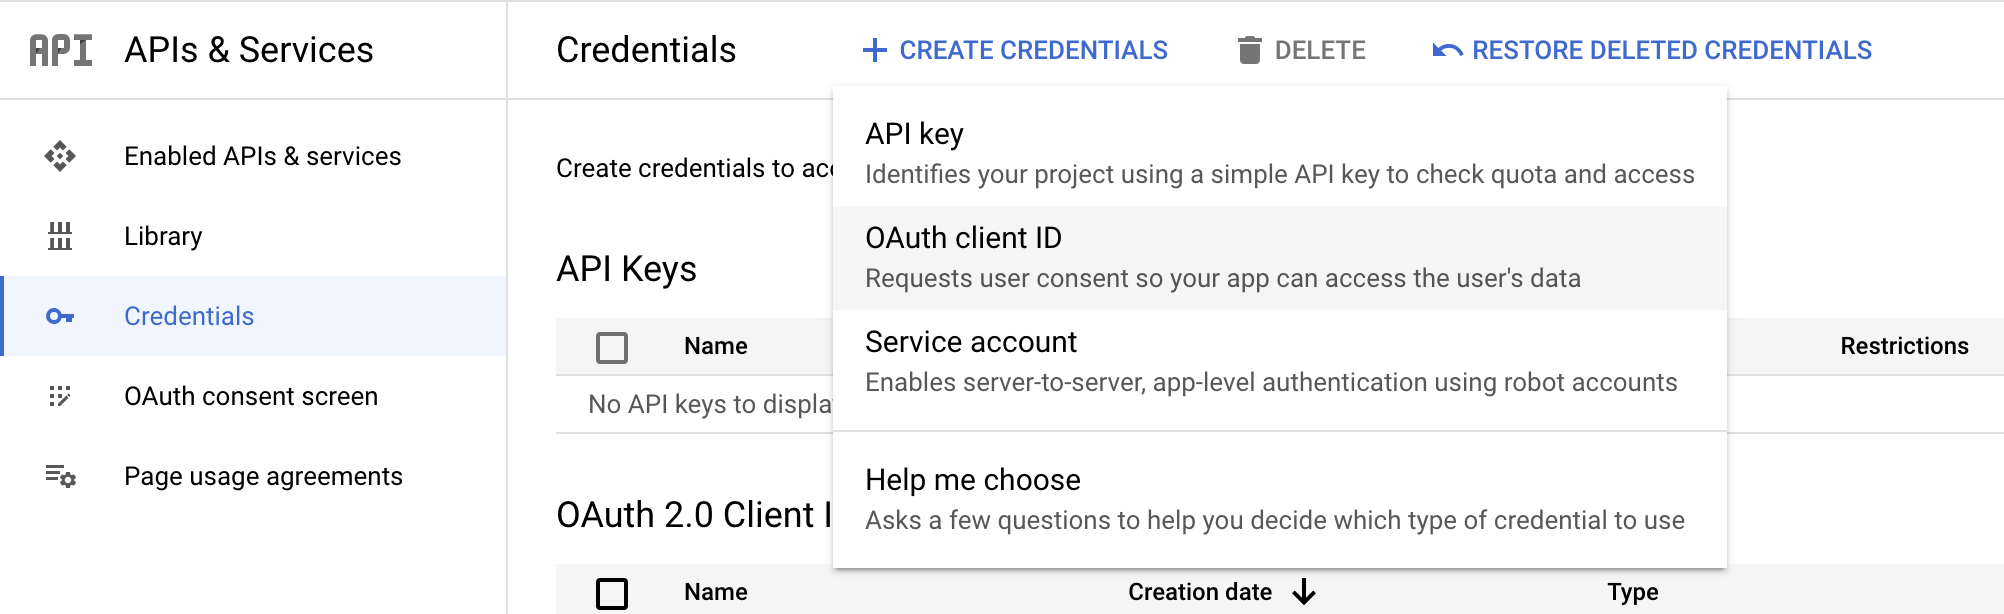 API APIs & Services
Credentials
CREATE CREDENTIALS
DELETE
RESTORE DELETED CREDENTIALS
Enabled APIs & services
Library
Credentials
OAuth consent screen
Page usage agreements
Create credentials to
API key
Identifies your project using a simple API key to check quota and access
OAuth client ID
Requests user consent so your app can access the user's data
Service account
Enables server-to-server, app-level authentication using robot accounts
Help me choose
Asks a few questions to help you decide which type of credential to use
API Keys
Name
Restrictions
No API keys to
OAuth 2.0 Client
Name
Creation date
Type